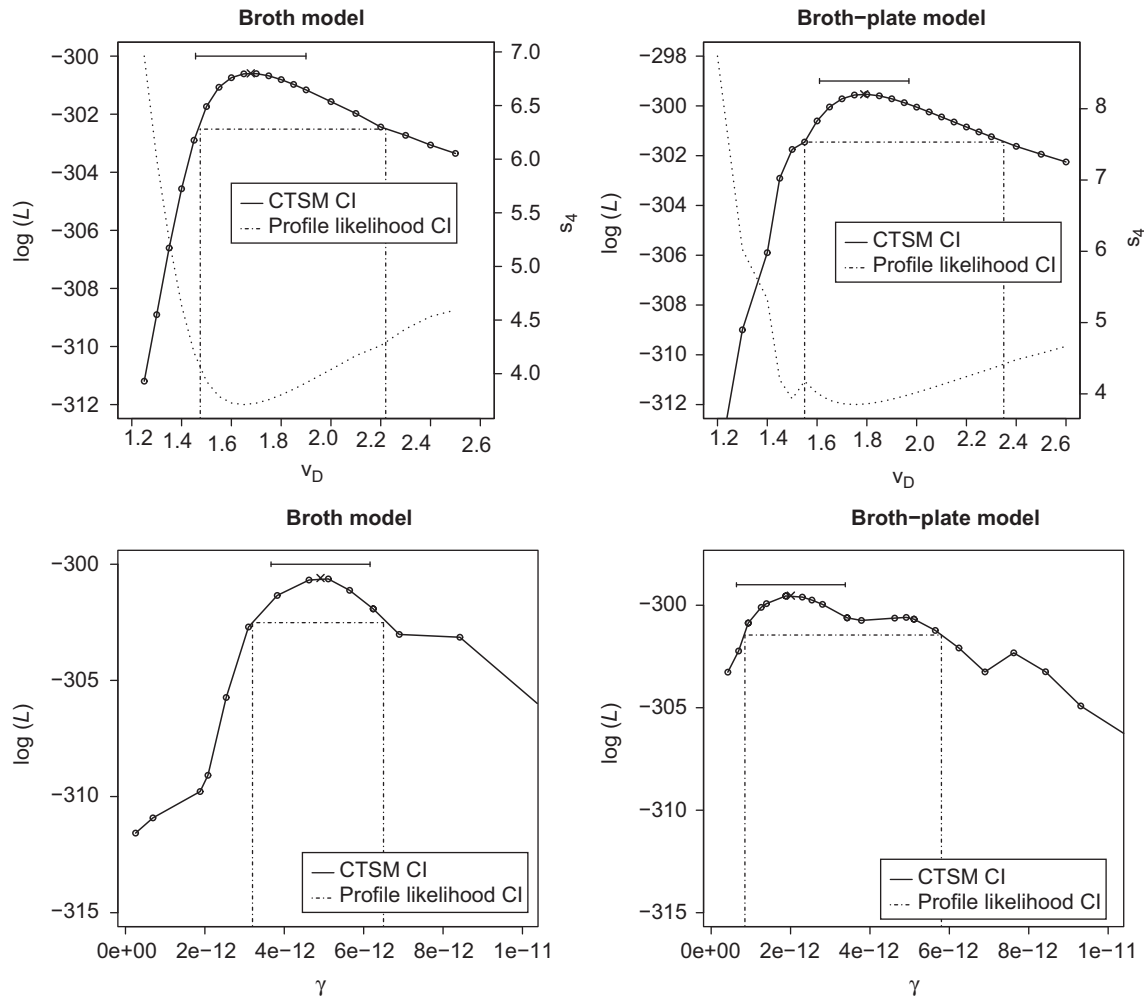 Broth model
−300
−302
−304
−306
−308
−310
−312
log (L)
7.0
6.5
6.0
5.5
5.0
4.5
4.0
s4
CTSM CI
Profile likelihood CI
1.2 1.4 1.6 1.8 2.0 2.2 2.4 2.6
vD
Broth−plate model
−298
−300
−302
−304
−306
−308
−310
−312
log (L)
8
7
6
5
4
s4
CTSM CI
Profile likelihood CI
1.2 1.4 1.6 1.8 2.0 2.2 2.4 2.6
vD
Broth model
−300
−305
−310
−315
log (L)
CTSM CI
Profile likelihood CI
0e+00 2e-12 4e-12 6e-12 8e-12 1e-11
γ
Broth−plate model
−300
−305
−310
−315
log (L)
CTSM CI
Profile likelihood CI
0e+00 2e-12 4e-12 6e-12 8e-12 1e-11
γ